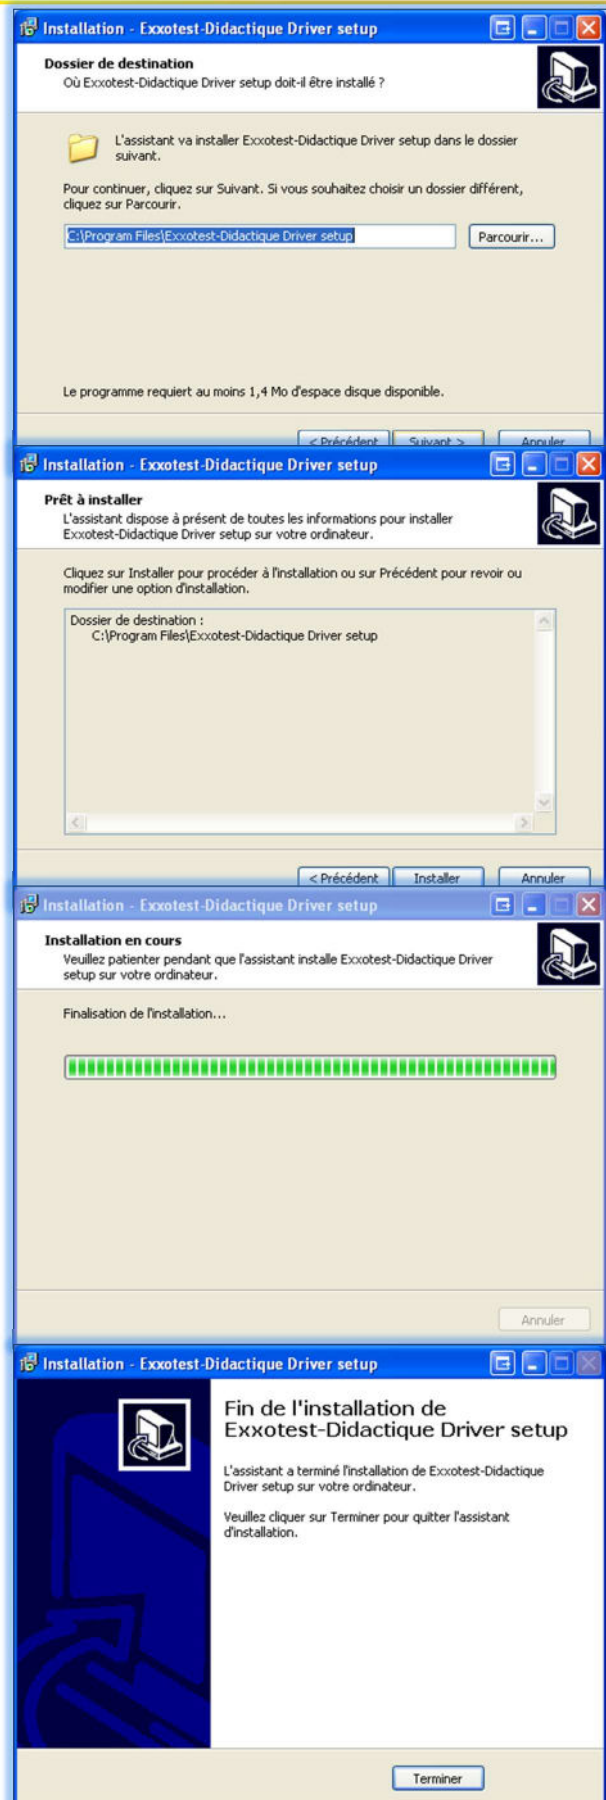 Installation - Exxotest-Didactique Driver setup
Dossier de destination
Où Exxotest-Didactique Driver setup doit-il être installé ?
L'assistant va installer Exxotest-Didactique Driver setup dans le dossier
suivant.
Pour continuer, cliquez sur Suivant. Si vous souhaitez choisir un dossier différent,
cliquez sur Parcourir.
C:\Program Files\Exxotest-Didactique Driver setup
Parcourir...
Le programme requiert au moins 1,4 Mo d'espace disque disponible.
< Précédent Suivant > Annuler
Installation - Exxotest-Didactique Driver setup
Prêt à installer
L'assistant dispose à présent de toutes les informations pour installer
Exxotest-Didactique Driver setup sur votre ordinateur.
Cliquez sur Installer pour procéder à l'installation ou sur Précédent pour revoir ou
modifier une option d'installation.
Dossier de destination :
C:\Program Files\Exxotest-Didactique Driver setup
< Précédent Installer Annuler
Installation - Exxotest-Didactique Driver setup
Installation en cours
Veuillez patienter pendant que l'assistant installe Exxotest-Didactique Driver
setup sur votre ordinateur.
Finalisation de l'installation...
Annuler
Installation - Exxotest-Didactique Driver setup
Fin de l'installation de
Exxotest-Didactique Driver setup
L'assistant a terminé l'installation de Exxotest-Didactique
Driver setup sur votre ordinateur.
Veuillez cliquer sur Terminer pour quitter l'assistant
d'installation.
Terminer